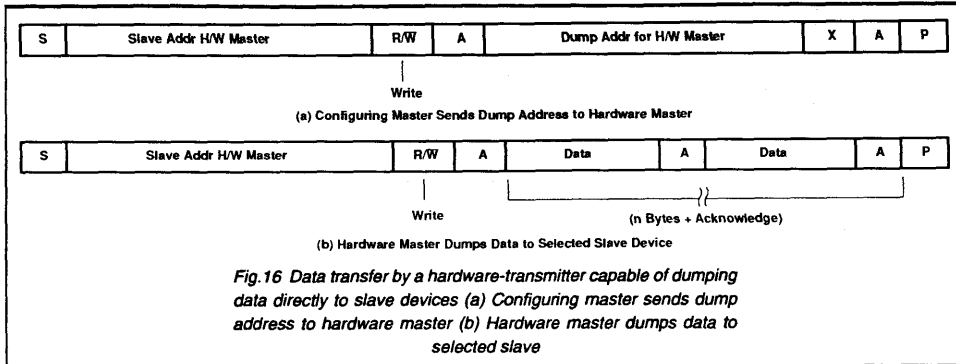 S Slave Addr H/W Master R/W̅ A Dump Addr for H/W Master X A P
Write
(a) Configuring Master Sends Dump Address to Hardware Master
S Slave Addr H/W Master R/W̅ A Data A Data A P
Write (n Bytes + Acknowledge)
(b) Hardware Master Dumps Data to Selected Slave Device
Fig.16 Data transfer by a hardware-transmitter capable of dumping
data directly to slave devices (a) Configuring master sends dump
address to hardware master (b) Hardware master dumps data to
selected slave